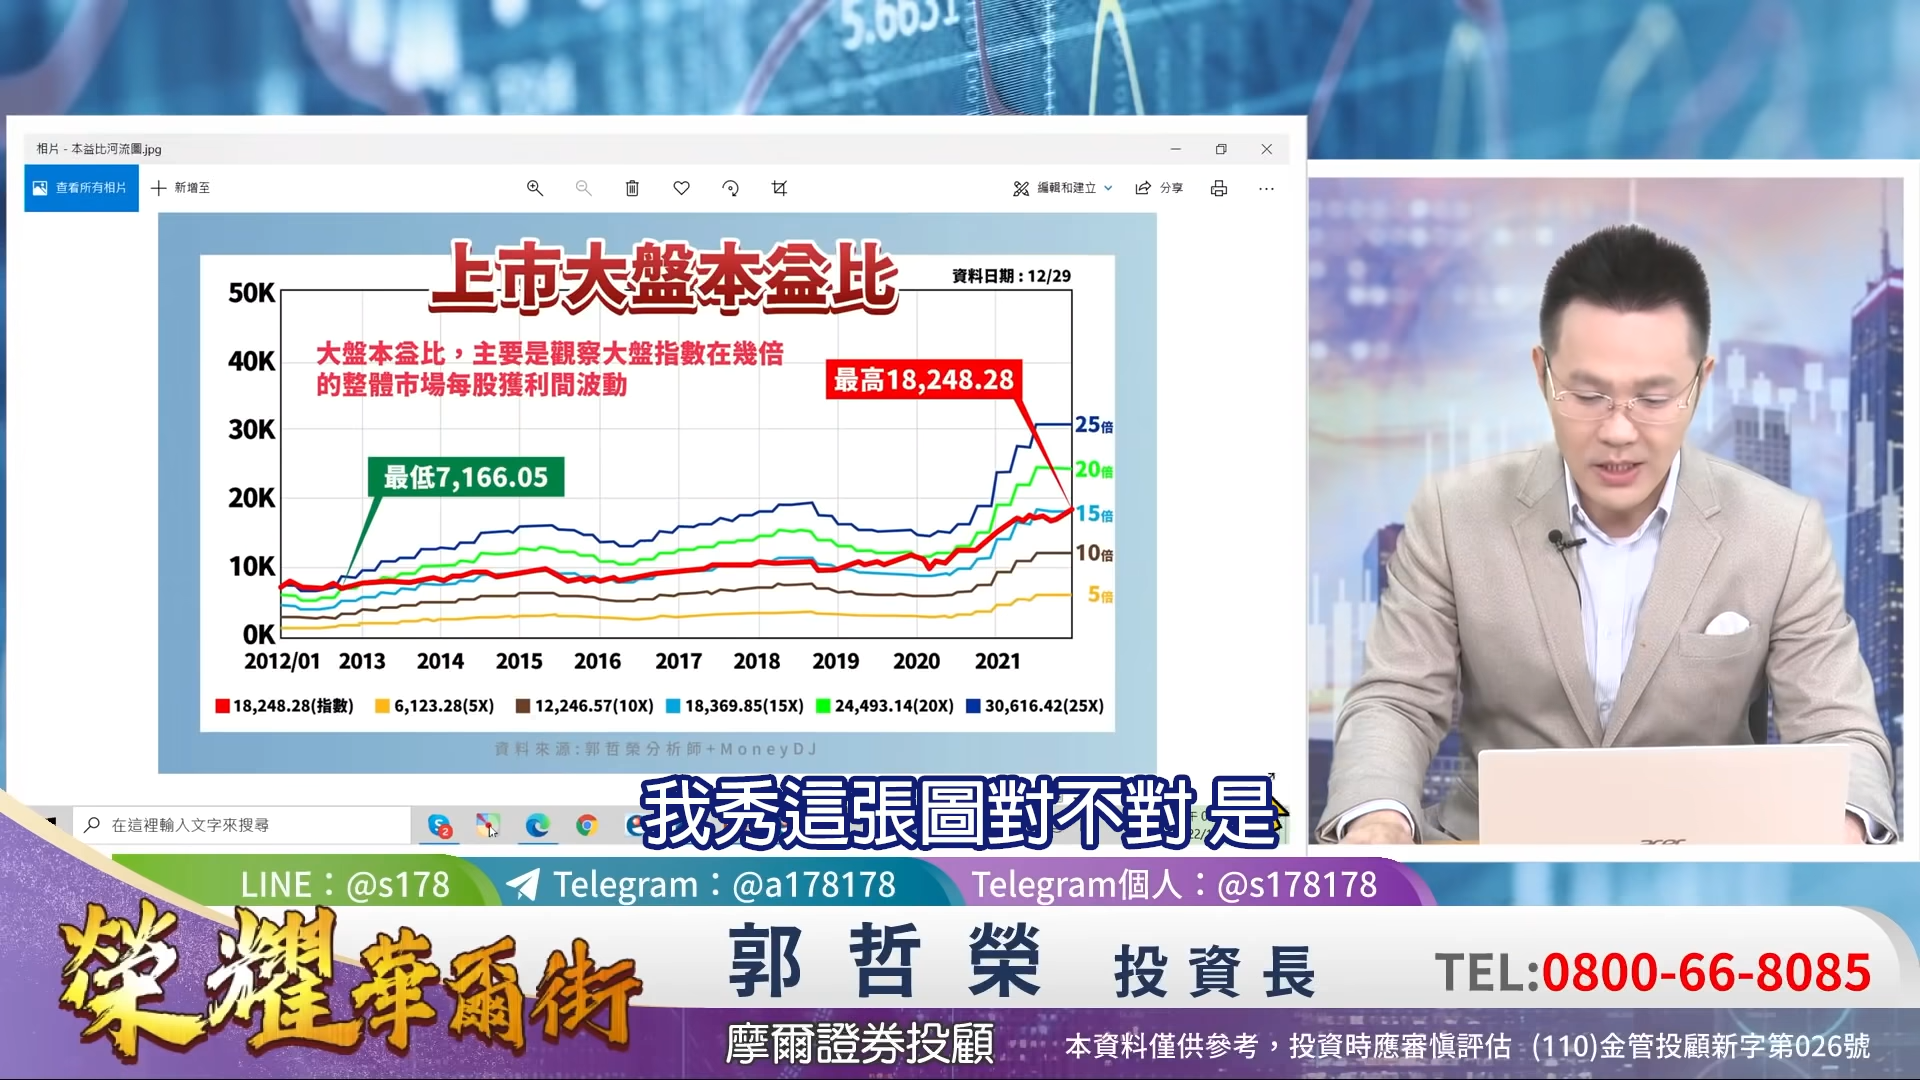 5.6631
相片 - 本益比河流圖.jpg
查看所有相片
新增至
編輯和建立
分享
上市大盤本益比
資料日期 : 12/29
大盤本益比，主要是觀察大盤指數在幾倍
的整體市場每股獲利間波動
最高18,248.28
最低7,166.05
50K
40K
30K
20K
10K
0K
25倍
20倍
15倍
10倍
5倍
2012/01 2013 2014 2015 2016 2017 2018 2019 2020 2021
18,248.28(指數) 6,123.28(5X) 12,246.57(10X) 18,369.85(15X) 24,493.14(20X) 30,616.42(25X)
資料來源:郭哲榮分析師+MoneyDJ
我秀這張圖對不對 是
在這裡輸入文字來搜尋
2
acer
LINE：@s178
Telegram：@a178178
Telegram個人：@s178178
榮耀華爾街
郭哲榮 投資長
TEL:0800-66-8085
摩爾證券投顧
本資料僅供參考，投資時應審慎評估 (110)金管投顧新字第026號